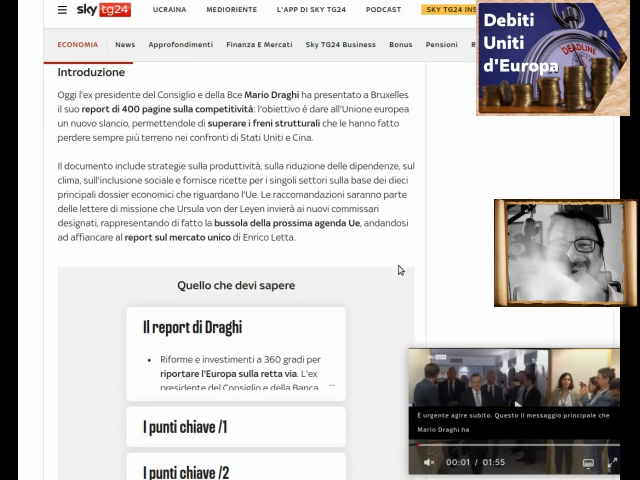 sky tg24
UCRAINA MEDIORIENTE L'APP DI SKY TG24 PODCAST SKY TG24 INS
ECONOMIA News Approfondimenti Finanza E Mercati Sky TG24 Business Bonus Pensioni R
Debiti
Uniti
d'Europa
DEADLINE
Introduzione
Oggi l'ex presidente del Consiglio e della Bce Mario Draghi ha presentato a Bruxelles
il suo report di 400 pagine sulla competitività: l'obiettivo è dare all'Unione europea
un nuovo slancio, permettendole di superare i freni strutturali che le hanno fatto
perdere sempre più terreno nei confronti di Stati Uniti e Cina.
Il documento include strategie sulla produttività, sulla riduzione delle dipendenze, sul
clima, sull'inclusione sociale e fornisce ricette per i singoli settori sulla base dei dieci
principali dossier economici che riguardano l'Ue. Le raccomandazioni saranno parte
delle lettere di missione che Ursula von der Leyen invierà ai nuovi commissari
designati, rappresentando di fatto la bussola della prossima agenda Ue, andandosi
ad affiancare al report sul mercato unico di Enrico Letta.
Quello che devi sapere
Il report di Draghi
• Riforme e investimenti a 360 gradi per
riportare l'Europa sulla retta via. L'ex
presidente del Consiglio e della Banca ...
I punti chiave /1
I punti chiave /2
È urgente agire subito. Questo il messaggio principale che
Mario Draghi ha
00:01 / 01:55